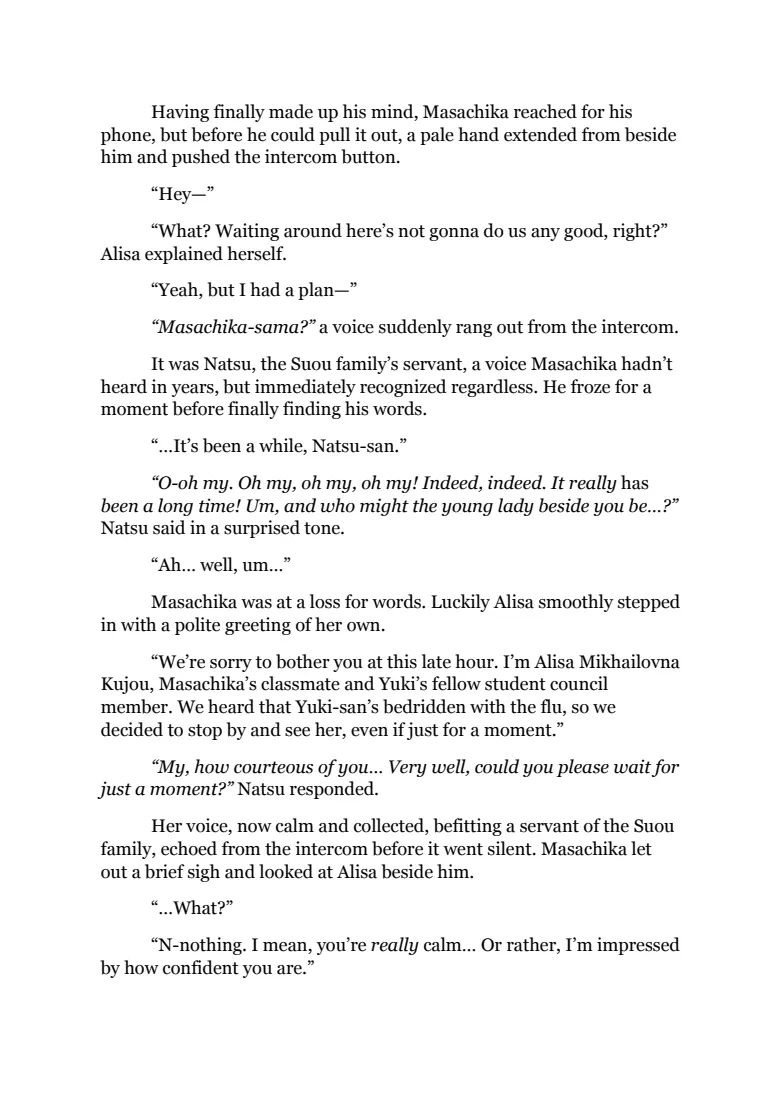 Having finally made up his mind, Masachika reached for his
phone, but before he could pull it out, a pale hand extended from beside
him and pushed the intercom button.
“Hey—”
“What? Waiting around here’s not gonna do us any good, right?”
Alisa explained herself.
“Yeah, but I had a plan—”
“Masachika-sama?” a voice suddenly rang out from the intercom.
It was Natsu, the Suou family’s servant, a voice Masachika hadn’t
heard in years, but immediately recognized regardless. He froze for a
moment before finally finding his words.
“…It’s been a while, Natsu-san.”
“O-oh my. Oh my, oh my, oh my! Indeed, indeed. It really has
been a long time! Um, and who might the young lady beside you be…?”
Natsu said in a surprised tone.
“Ah… well, um…”
Masachika was at a loss for words. Luckily Alisa smoothly stepped
in with a polite greeting of her own.
“We’re sorry to bother you at this late hour. I’m Alisa Mikhailovna
Kujou, Masachika’s classmate and Yuki’s fellow student council
member. We heard that Yuki-san’s bedridden with the flu, so we
decided to stop by and see her, even if just for a moment.”
“My, how courteous of you… Very well, could you please wait for
just a moment?” Natsu responded.
Her voice, now calm and collected, befitting a servant of the Suou
family, echoed from the intercom before it went silent. Masachika let
out a brief sigh and looked at Alisa beside him.
“…What?”
“N-nothing. I mean, you’re really calm… Or rather, I’m impressed
by how confident you are.”